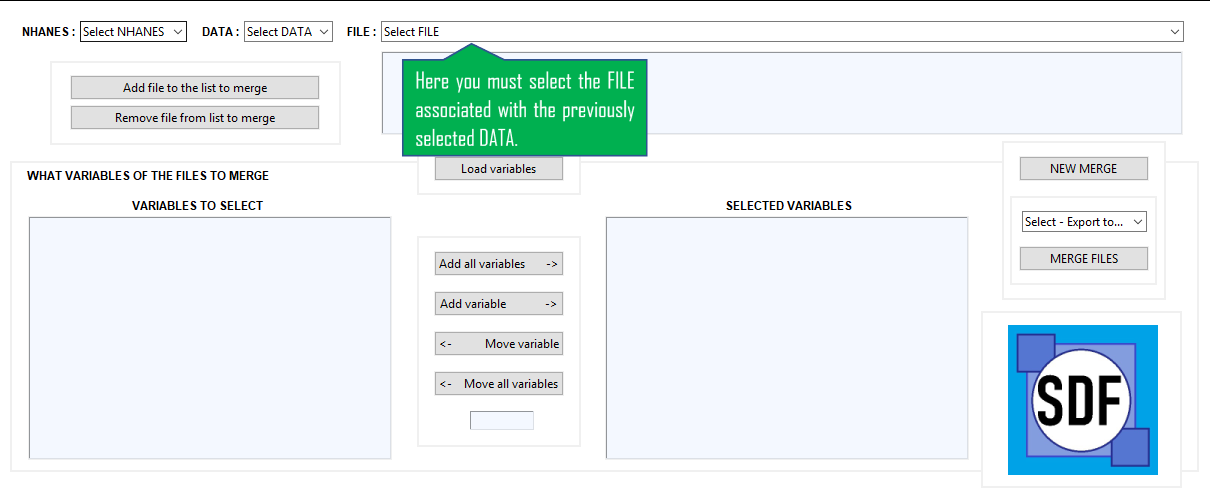 NHANES : Select NHANES DATA : Select DATA FILE : Select FILE
Here you must select the FILE
associated with the previously
selected DATA.
Add file to the list to merge
Remove file from list to merge
Load variables
NEW MERGE
WHAT VARIABLES OF THE FILES TO MERGE
VARIABLES TO SELECT
SELECTED VARIABLES
Select - Export to...
MERGE FILES
Add all variables ->
Add variable ->
<- Move variable
<- Move all variables
SDF